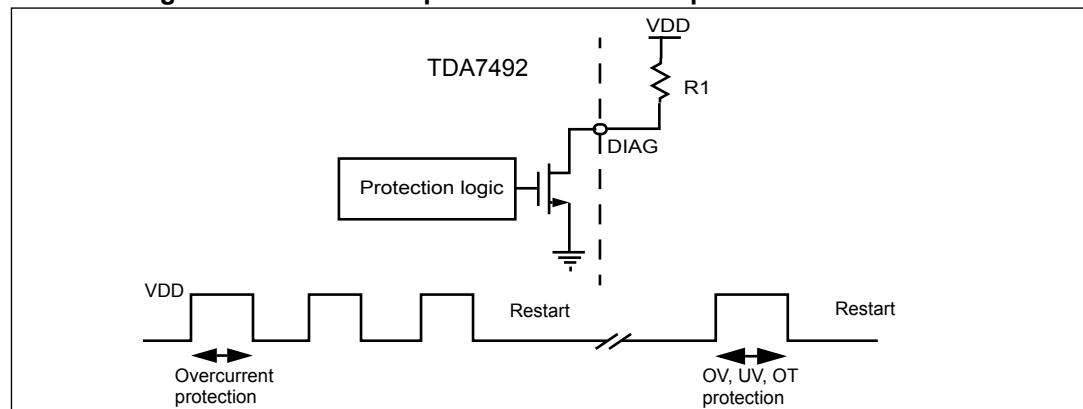 VDD
TDA7492
R1
DIAG
Protection logic
VDD
Restart
Restart
Overcurrent
protection
OV, UV, OT
protection